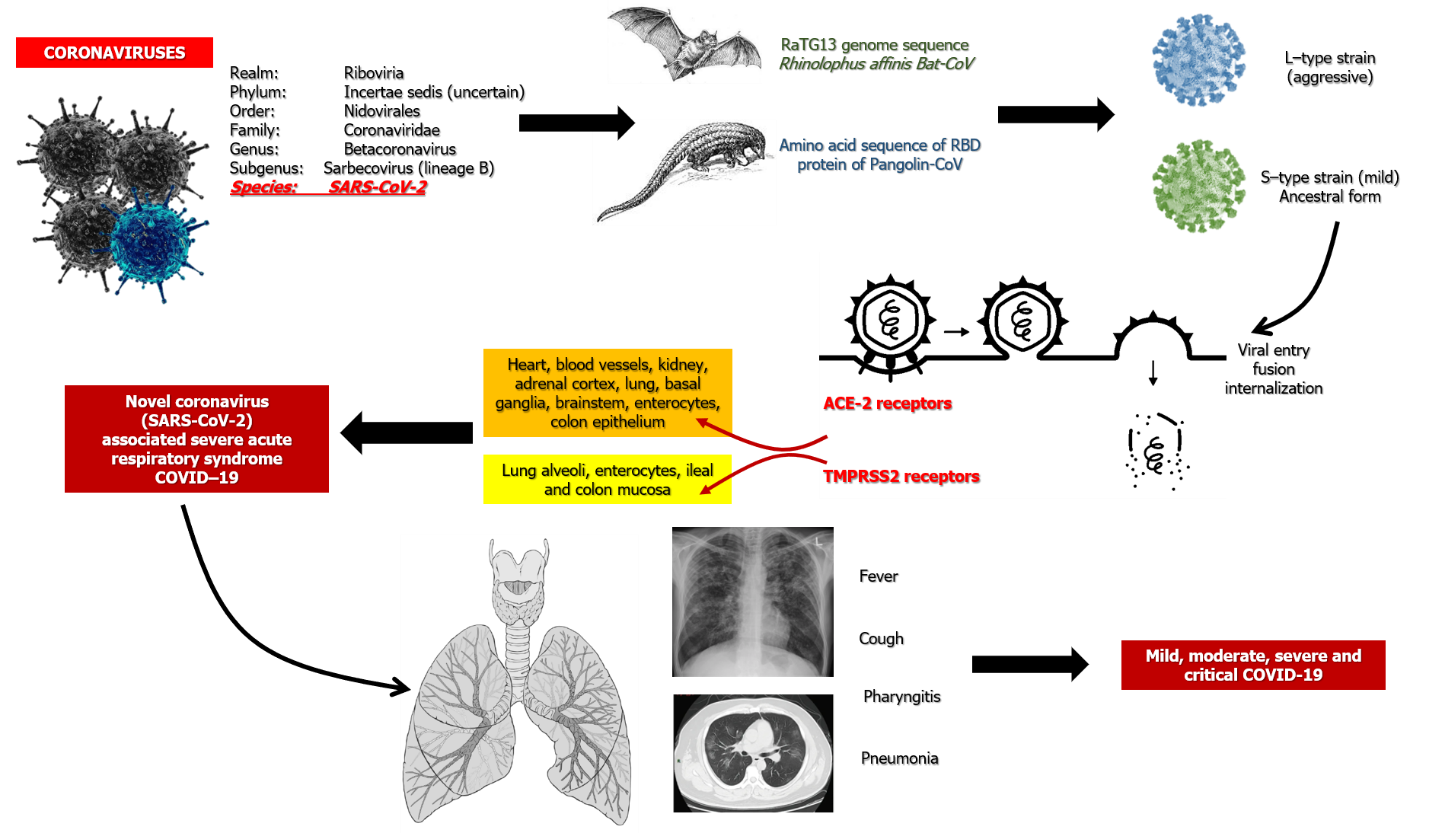 CORONAVIRUSES
Realm: Riboviria
Phylum: Incertae sedis (uncertain)
Order: Nidovirales
Family: Coronaviridae
Genus: Betacoronavirus
Subgenus: Sarbecovirus (lineage B)
Species: SARS-CoV-2
RaTG13 genome sequence
Rhinolophus affinis Bat-CoV
Amino acid sequence of RBD
protein of Pangolin-CoV
L–type strain
(aggressive)
S–type strain (mild)
Ancestral form
Viral entry
fusion
internalization
ACE-2 receptors
TMPRSS2 receptors
Heart, blood vessels, kidney,
adrenal cortex, lung, basal
ganglia, brainstem, enterocytes,
colon epithelium
Lung alveoli, enterocytes, ileal
and colon mucosa
Novel coronavirus
(SARS-CoV-2)
associated severe acute
respiratory syndrome
COVID–19
L
Fever
Cough
Pharyngitis
Pneumonia
Mild, moderate, severe and
critical COVID-19